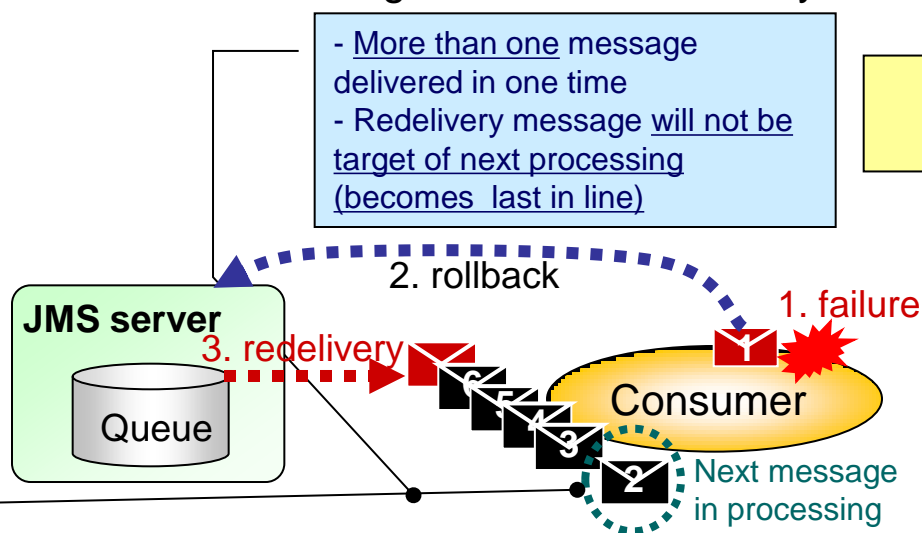 - More than one message
delivered in one time
- Redelivery message will not be
target of next processing
(becomes last in line)
2. rollback
1. failure
JMS server
3. redelivery
1
6
5
4
3
2
Queue
Consumer
Next message
in processing